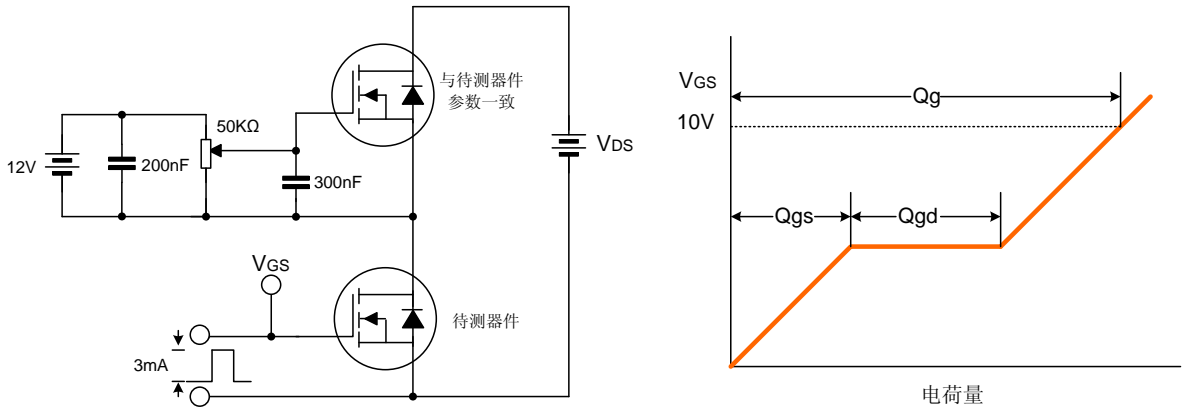 12V
200nF
50KΩ
300nF
与待测器件
参数一致
VDS
VGS
3mA
待测器件
VGS
10V
Qg
Qgs
Qgd
电荷量